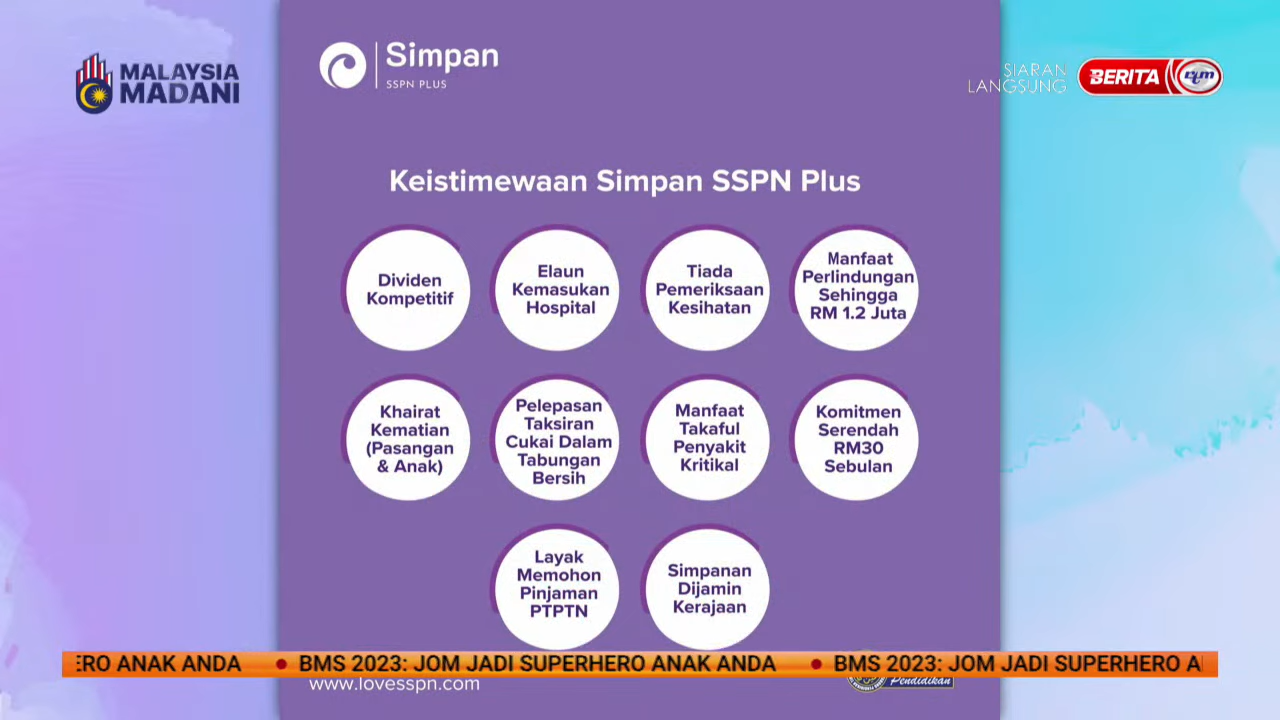 MALAYSIA
MADANI
Simpan
SSPN PLUS
SIARAN
LANGSUNG
BERITA
rtm
Keistimewaan Simpan SSPN Plus
Dividen
Kompetitif
Elaun
Kemasukan
Hospital
Tiada
Pemeriksaan
Kesihatan
Manfaat
Perlindungan
Sehingga
RM 1.2 Juta
Khairat
Kematian
(Pasangan
& Anak)
Pelepasan
Taksiran
Cukai Dalam
Tabungan
Bersih
Manfaat
Takaful
Penyakit
Kritikal
Komitmen
Serendah
RM30
Sebulan
Layak
Memohon
Pinjaman
PTPTN
Simpanan
Dijamin
Kerajaan
ERO ANAK ANDA • BMS 2023: JOM JADI SUPERHERO ANAK ANDA • BMS 2023: JOM JADI SUPERHERO A
www.lovesspn.com
Pendidikan